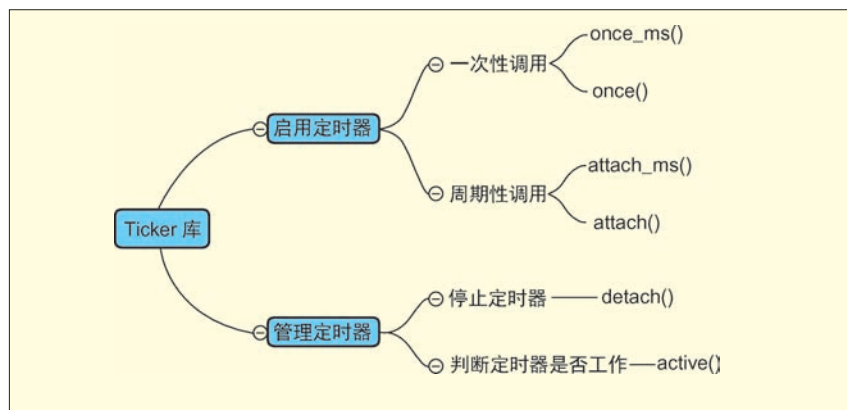 Ticker 库
启用定时器
一次性调用
once_ms()
once()
周期性调用
attach_ms()
attach()
管理定时器
停止定时器
detach()
判断定时器是否工作
active()